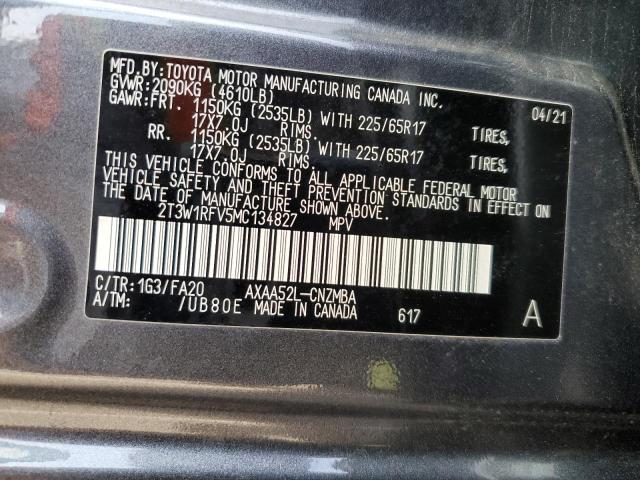 MFD.BY:TOYOTA MOTOR MANUFACTURING CANADA INC.
GVWR:2090KG (4610LB) 04/21
GAWR:FRT. 1150KG (2535LB) WITH 225/65R17 TIRES,
17X7.0J RIMS
RR. 1150KG (2535LB) WITH 225/65R17 TIRES,
17X7.0J RIMS
THIS VEHICLE CONFORMS TO ALL APPLICABLE FEDERAL MOTOR
VEHICLE SAFETY AND THEFT PREVENTION STANDARDS IN EFFECT
ON THE DATE OF MANUFACTURE SHOWN ABOVE.
2T3W1RFV5MC134827 MPV
C/TR:1G3/FA20 AXAA52L-CNZMBA
A/TM: /UB80E MADE IN CANADA 617 A